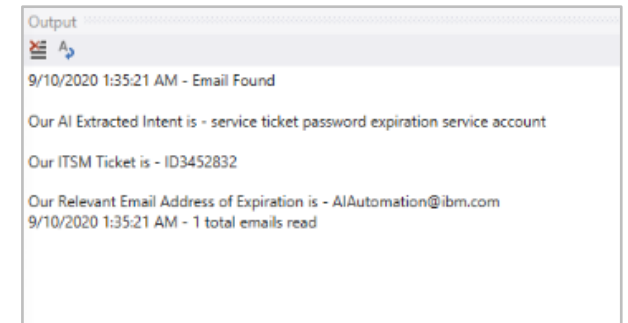 Output
9/10/2020 1:35:21 AM - Email Found
Our AI Extracted Intent is - service ticket password expiration service account
Our ITSM Ticket is - ID3452832
Our Relevant Email Address of Expiration is - AIAutomation@ibm.com
9/10/2020 1:35:21 AM - 1 total emails read